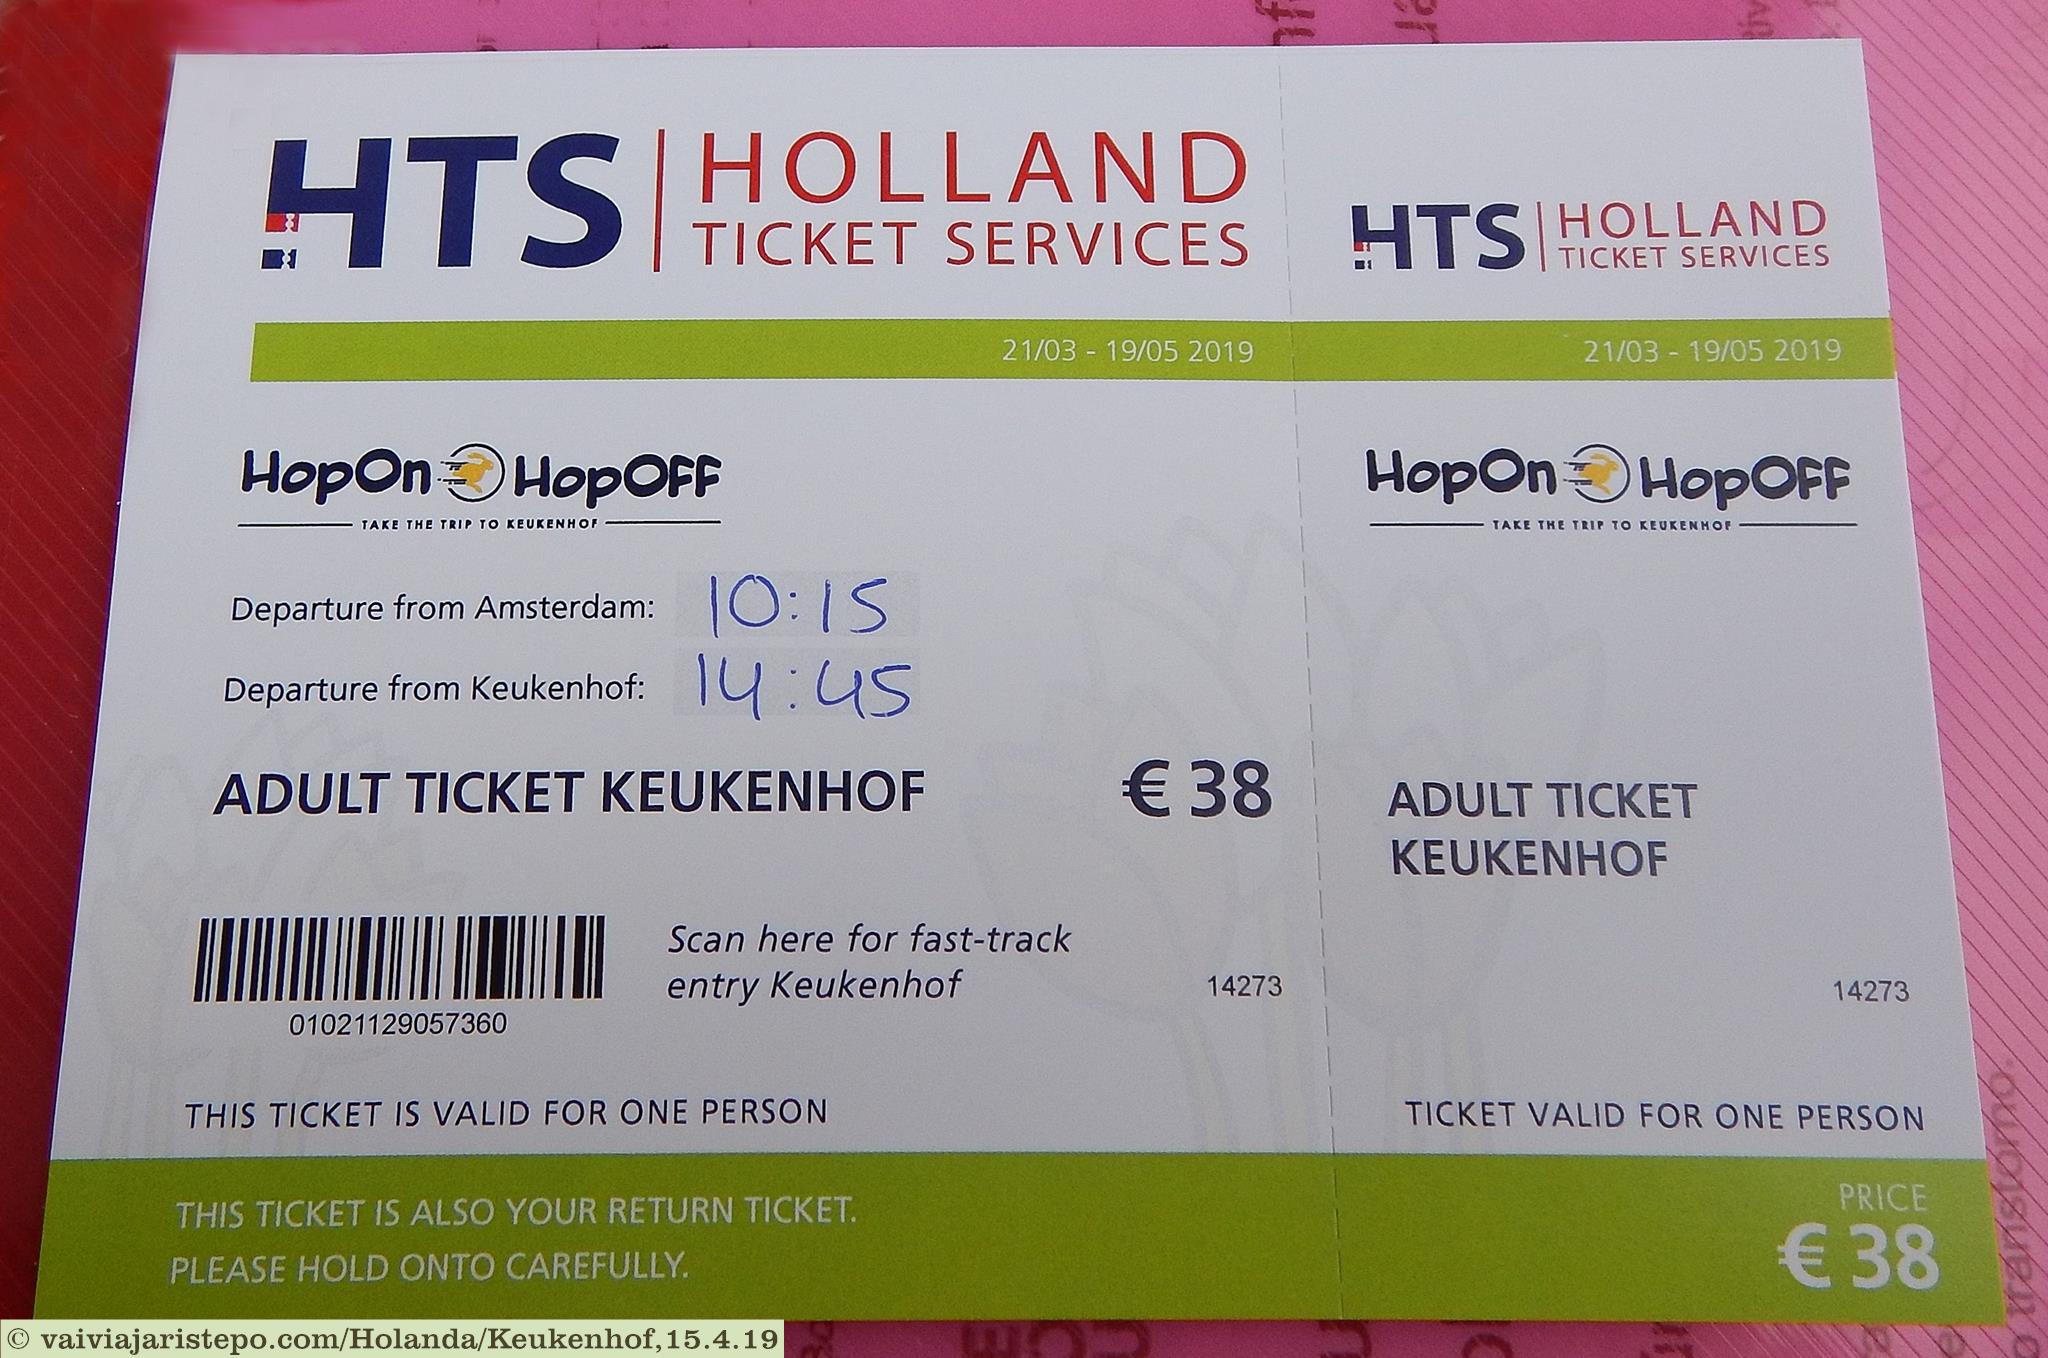 HTS | HOLLAND
TICKET SERVICES
21/03 - 19/05 2019
HopOn HopOFF
TAKE THE TRIP TO KEUKENHOF
Departure from Amsterdam: 10:15
Departure from Keukenhof: 14:45
ADULT TICKET KEUKENHOF € 38
Scan here for fast-track
entry Keukenhof
14273
01021129057360
THIS TICKET IS VALID FOR ONE PERSON
THIS TICKET IS ALSO YOUR RETURN TICKET.
PLEASE HOLD ONTO CAREFULLY.
HTS | HOLLAND
TICKET SERVICES
21/03 - 19/05 2019
HopOn HopOFF
TAKE THE TRIP TO KEUKENHOF
ADULT TICKET
KEUKENHOF
14273
TICKET VALID FOR ONE PERSON
PRICE
€ 38
© vaiviajaristepo.com/Holanda/Keukenhof,15.4.19